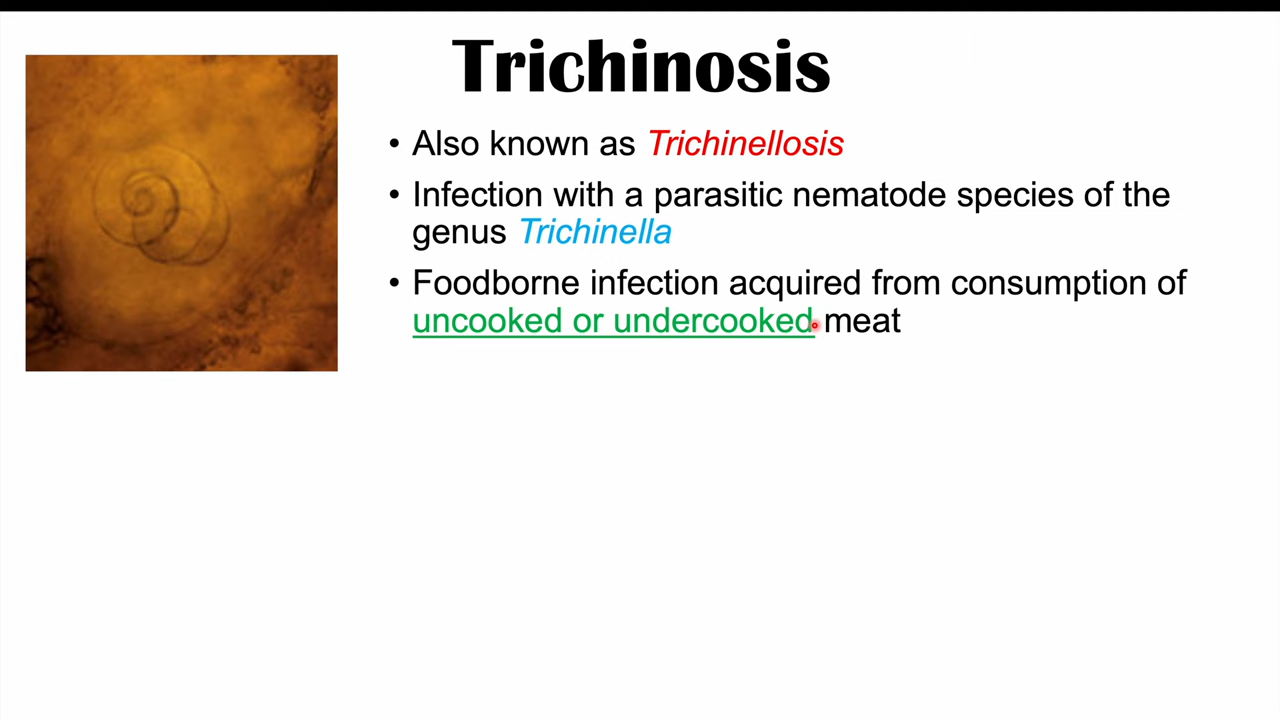 Trichinosis
• Also known as Trichinellosis
• Infection with a parasitic nematode species of the
genus Trichinella
• Foodborne infection acquired from consumption of
uncooked or undercooked meat